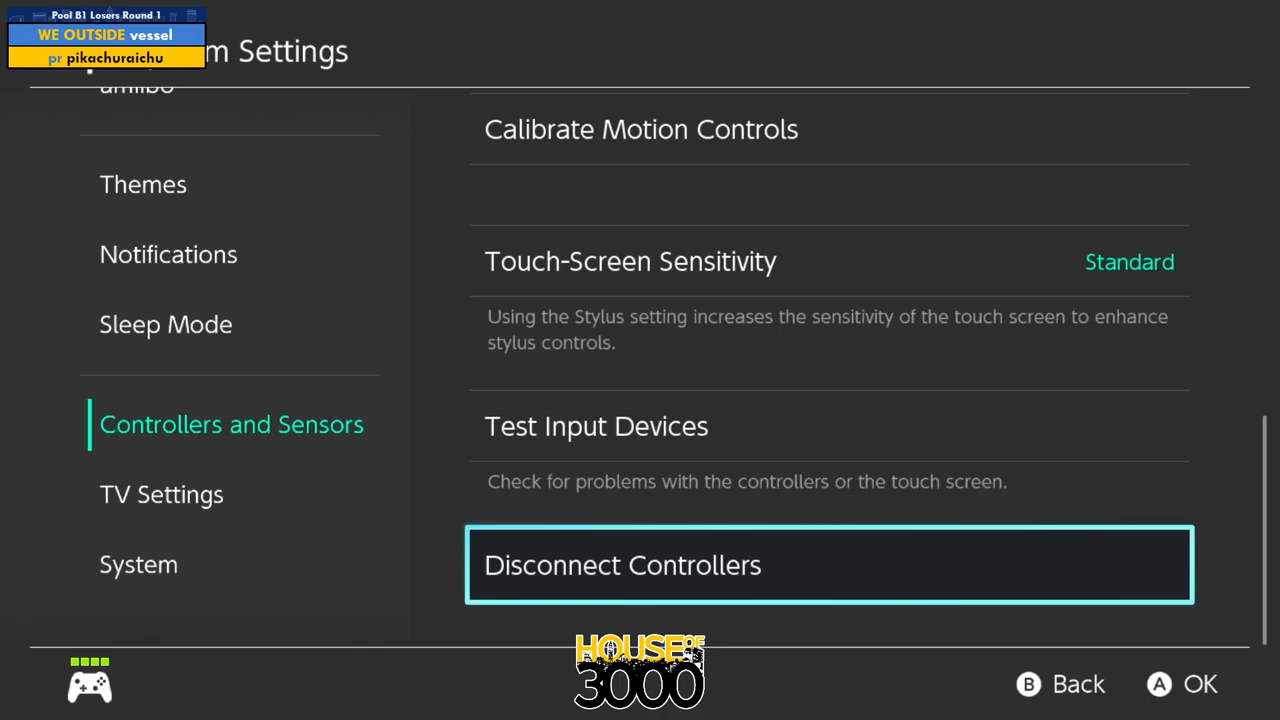 Pool B1 Losers Round 1
WE OUTSIDE vessel
pr pikachuraichu
m Settings
amiibo
Themes
Notifications
Sleep Mode
Controllers and Sensors
TV Settings
System
Calibrate Motion Controls
Touch-Screen Sensitivity Standard
Using the Stylus setting increases the sensitivity of the touch screen to enhance
stylus controls.
Test Input Devices
Check for problems with the controllers or the touch screen.
Disconnect Controllers
HOUSE OF
3000
B Back A OK